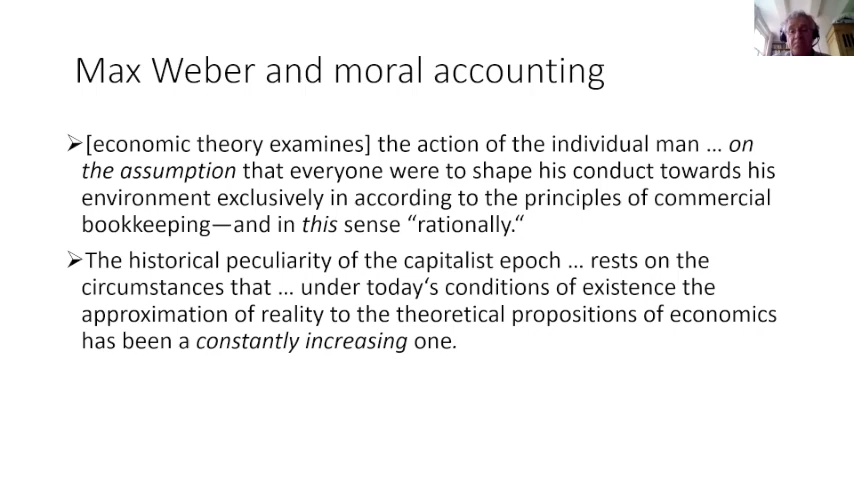 Max Weber and moral accounting
➢[economic theory examines] the action of the individual man … on
the assumption that everyone were to shape his conduct towards his
environment exclusively in according to the principles of commercial
bookkeeping—and in this sense “rationally.“
➢The historical peculiarity of the capitalist epoch … rests on the
circumstances that … under today‘s conditions of existence the
approximation of reality to the theoretical propositions of economics
has been a constantly increasing one.